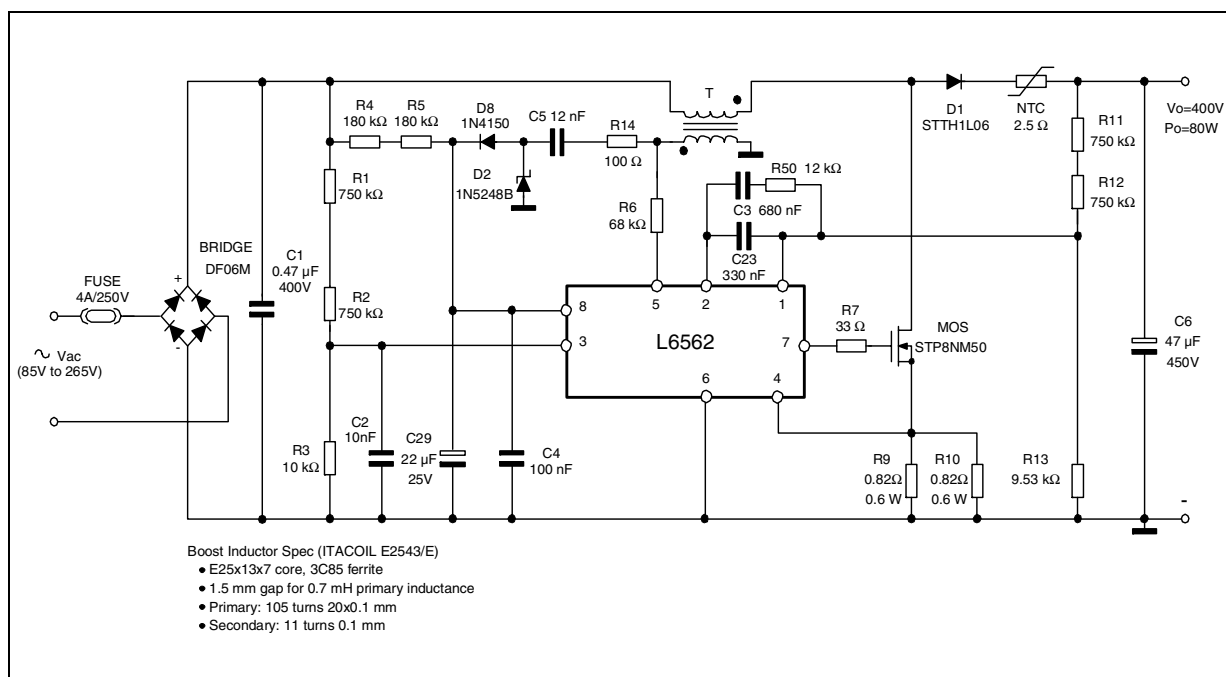 T
D1
STTH1L06
NTC
2.5 Ω
Vo=400V
Po=80W
R4
180 kΩ
R5
180 kΩ
D8
1N4150
C5 12 nF
R14
100 Ω
R11
750 kΩ
R1
750 kΩ
D2
1N5248B
R6
68 kΩ
R50 12 kΩ
C3 680 nF
R12
750 kΩ
C23
330 nF
BRIDGE
DF06M
+
-
C1
0.47 µF
400V
FUSE
4A/250V
R2
750 kΩ
8
5
2
1
3
L6562
7
6
4
R7
33 Ω
MOS
STP8NM50
C6
47 µF
450V
~ Vac
(85V to 265V)
R3
10 kΩ
C2
10nF
C29
22 µF
25V
C4
100 nF
R9
0.82Ω
0.6 W
R10
0.82Ω
0.6 W
R13
9.53 kΩ
-
Boost Inductor Spec (ITACOIL E2543/E)
● E25x13x7 core, 3C85 ferrite
● 1.5 mm gap for 0.7 mH primary inductance
● Primary: 105 turns 20x0.1 mm
● Secondary: 11 turns 0.1 mm